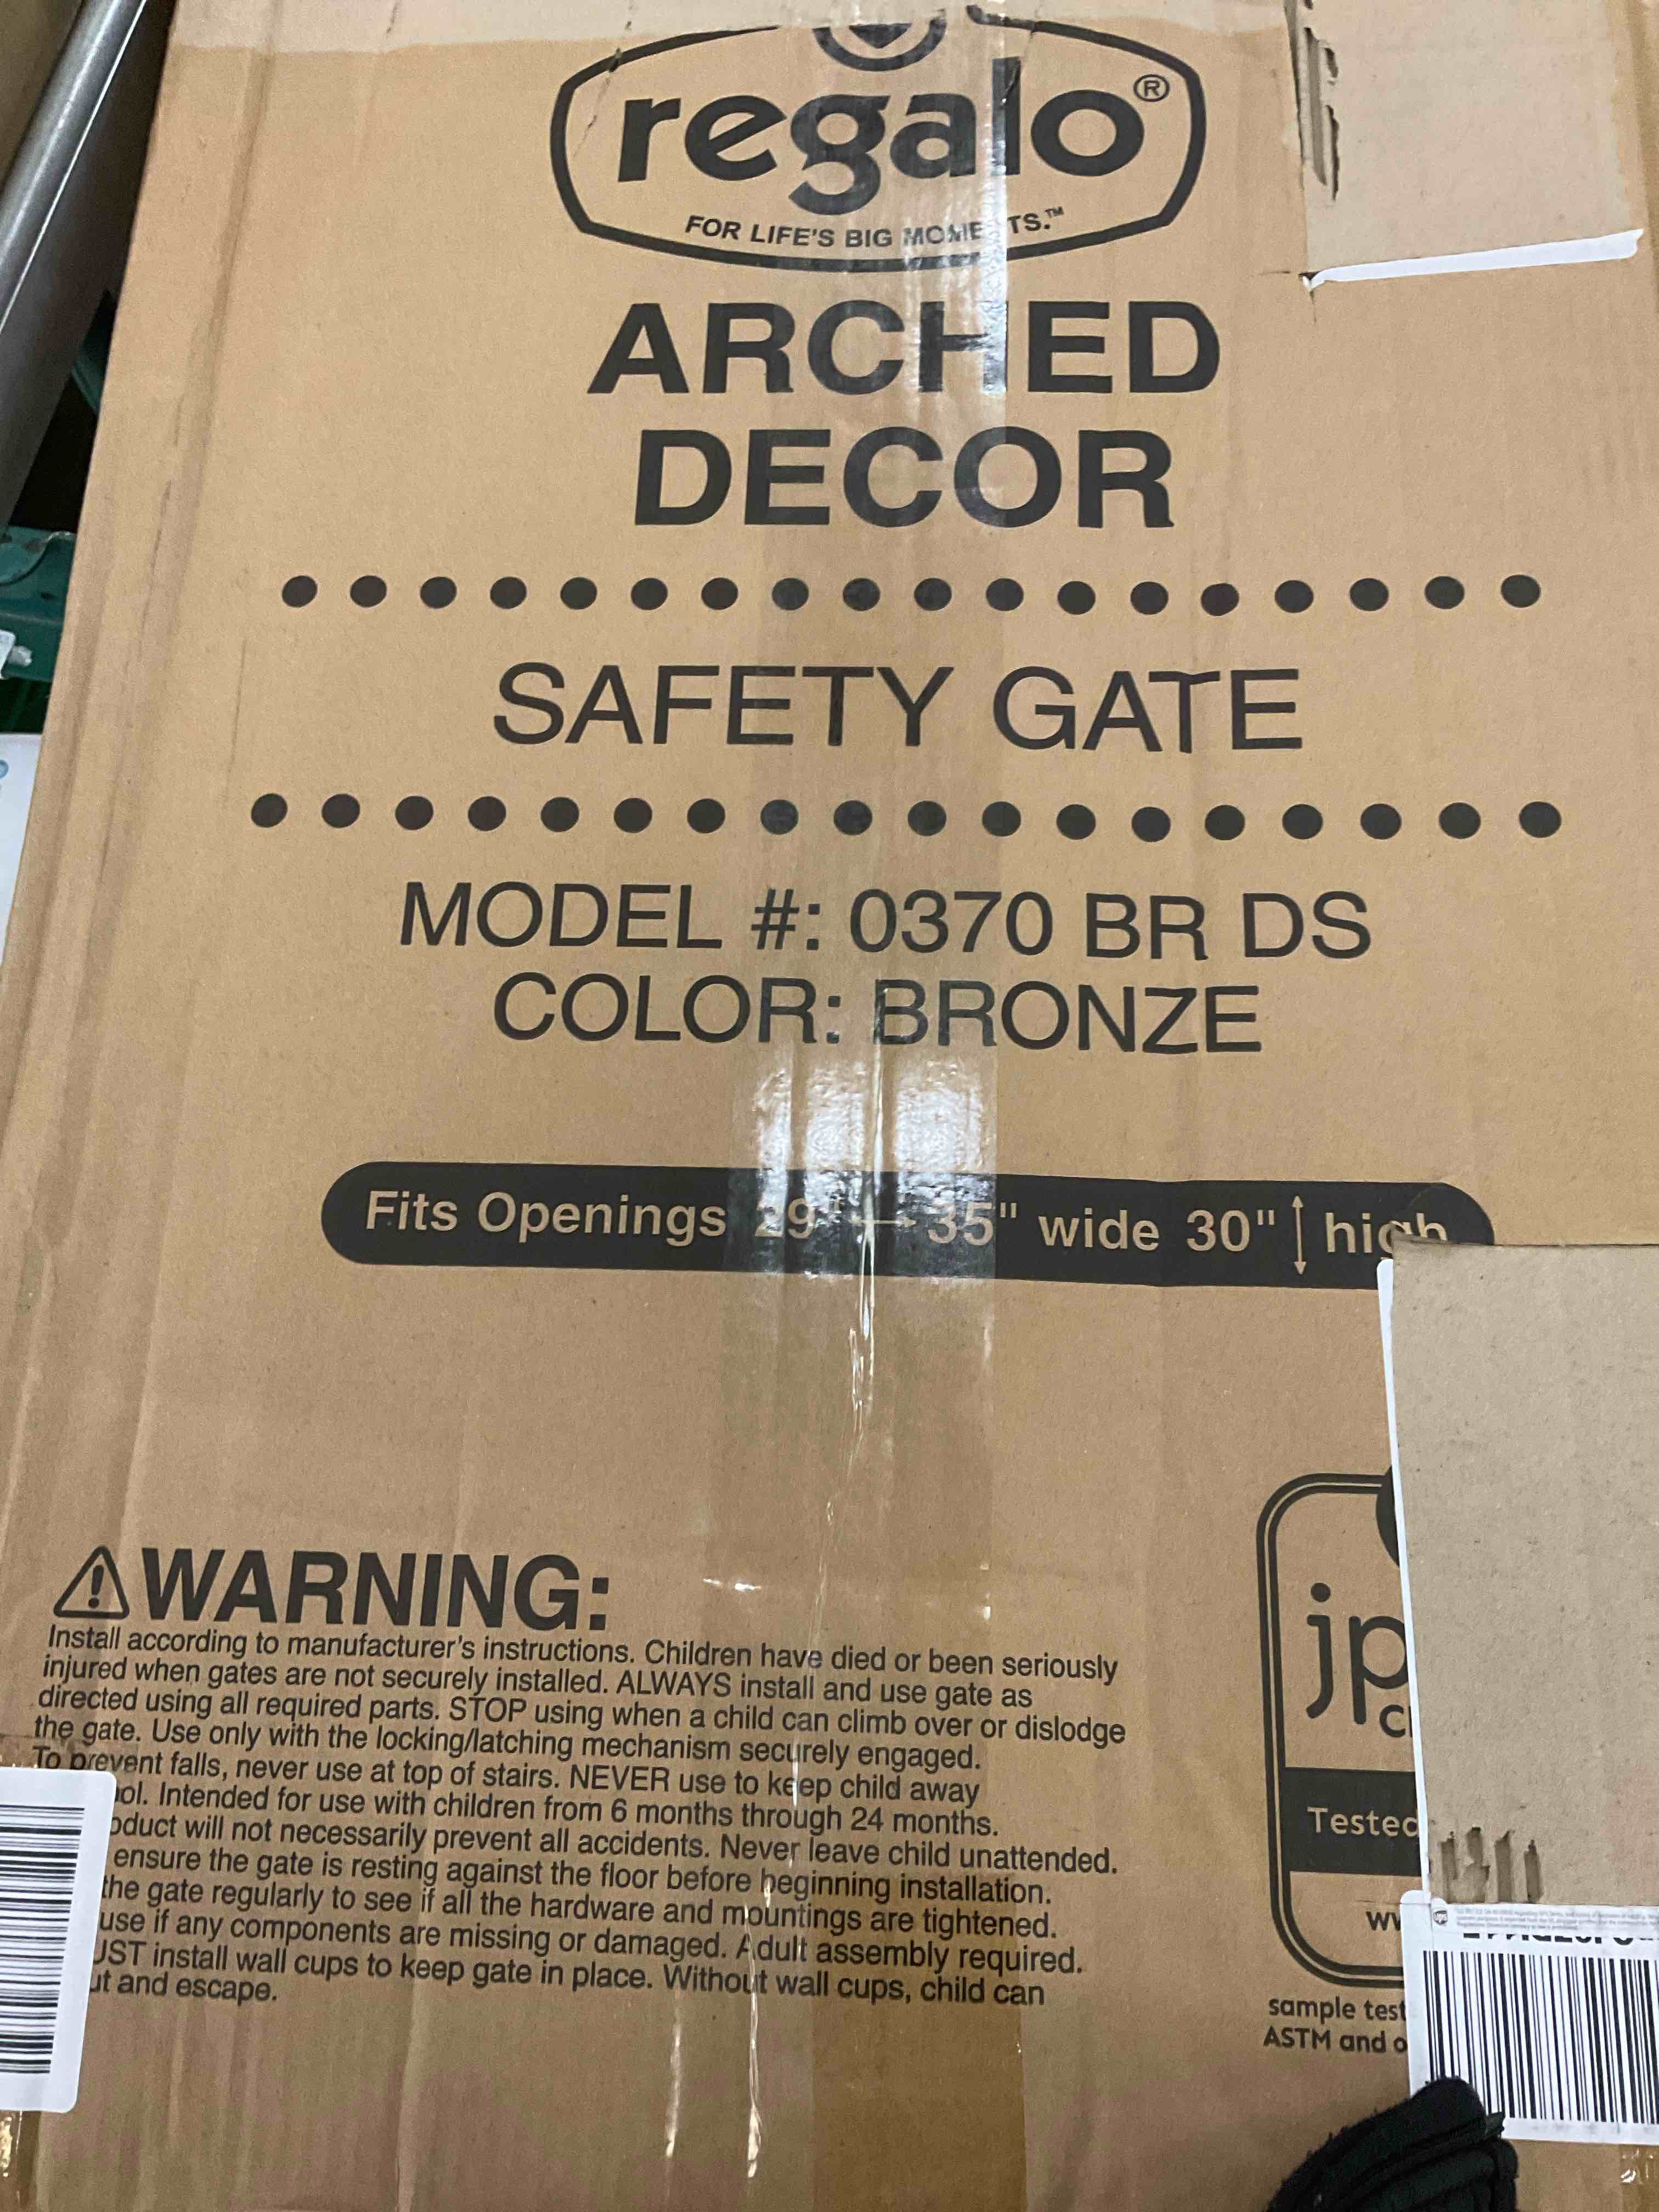 regalo®
FOR LIFE'S BIG MOMENTS.™
ARCHED
DECOR
SAFETY GATE
MODEL #: 0370 BR DS
COLOR: BRONZE
Fits Openings 29" ↔ 35" wide 30" ↕ high
⚠WARNING:
Install according to manufacturer's instructions. Children have died or been seriously
injured when gates are not securely installed. ALWAYS install and use gate as
directed using all required parts. STOP using when a child can climb over or dislodge
the gate. Use only with the locking/latching mechanism securely engaged.
To prevent falls, never use at top of stairs. NEVER use to keep child away
ol. Intended for use with children from 6 months through 24 months.
oduct will not necessarily prevent all accidents. Never leave child unattended.
ensure the gate is resting against the floor before beginning installation.
the gate regularly to see if all the hardware and mountings are tightened.
use if any components are missing or damaged. Adult assembly required.
UST install wall cups to keep gate in place. Without wall cups, child can
ut and escape.
jp
Tested
sample test
ASTM and o